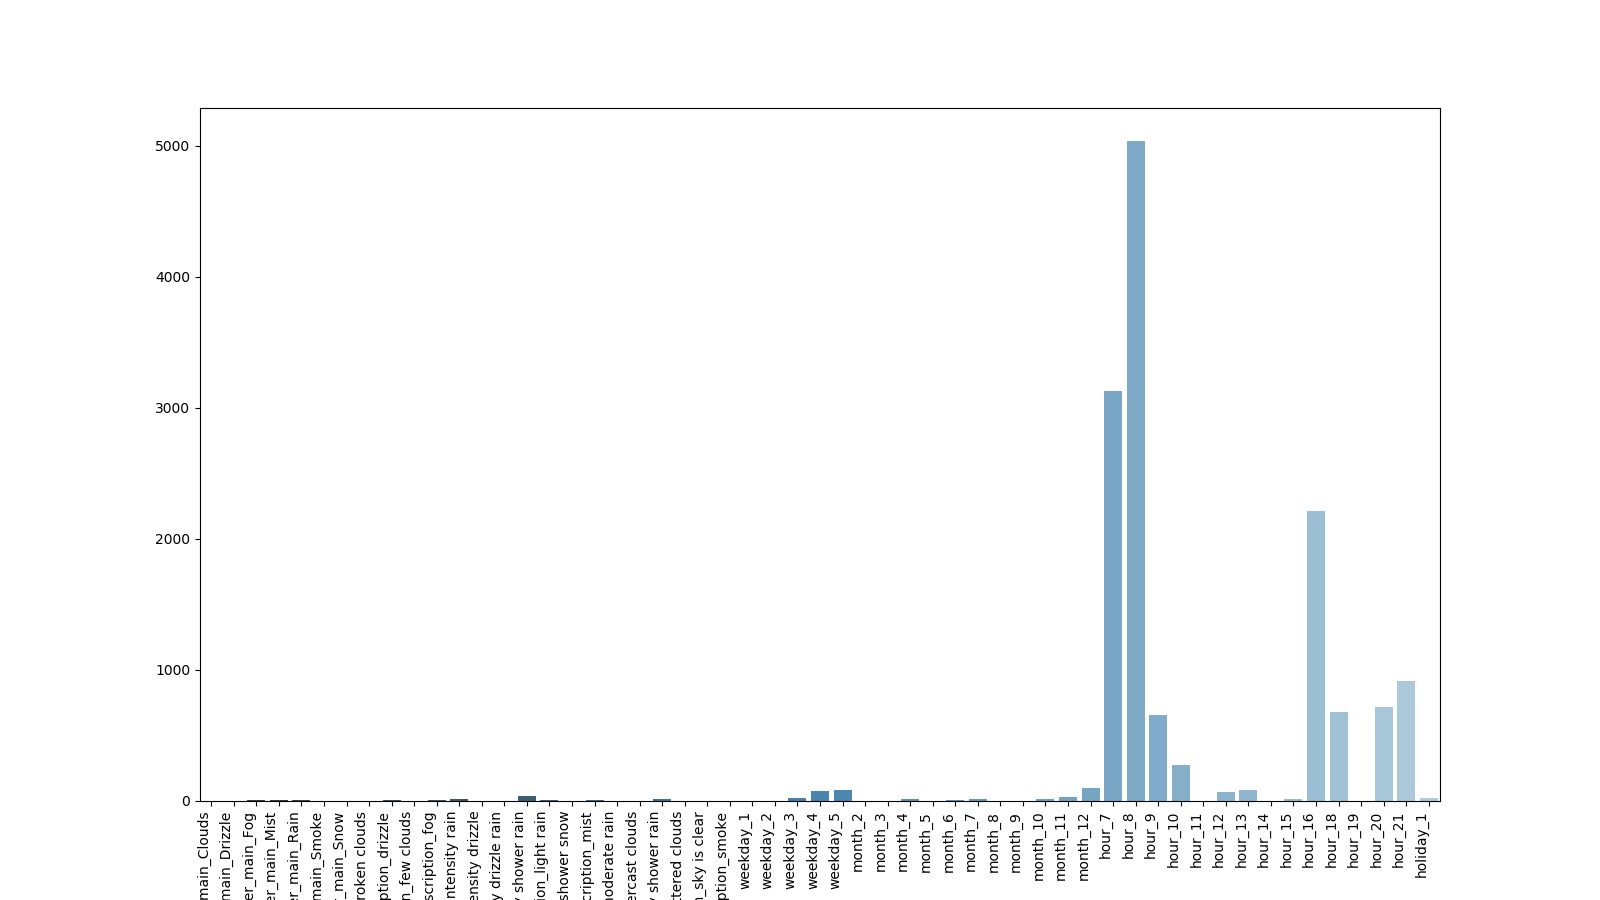 5000
4000
3000
2000
1000
0
main_Clouds
main_Drizzle
er_main_Fog
er_main_Mist
er_main_Rain
main_Smoke
r_main_Snow
roken clouds
ption_drizzle
n_few clouds
scription_fog
ntensity rain
ensity drizzle
y drizzle rain
y shower rain
ion_light rain
shower snow
cription_mist
noderate rain
ercast clouds
y shower rain
ttered clouds
n_sky is clear
ption_smoke
weekday_1
weekday_2
weekday_3
weekday_4
weekday_5
month_2
month_3
month_4
month_5
month_6
month_7
month_8
month_9
month_10
month_11
month_12
hour_7
hour_8
hour_9
hour_10
hour_11
hour_12
hour_13
hour_14
hour_15
hour_16
hour_18
hour_19
hour_20
hour_21
holiday_1